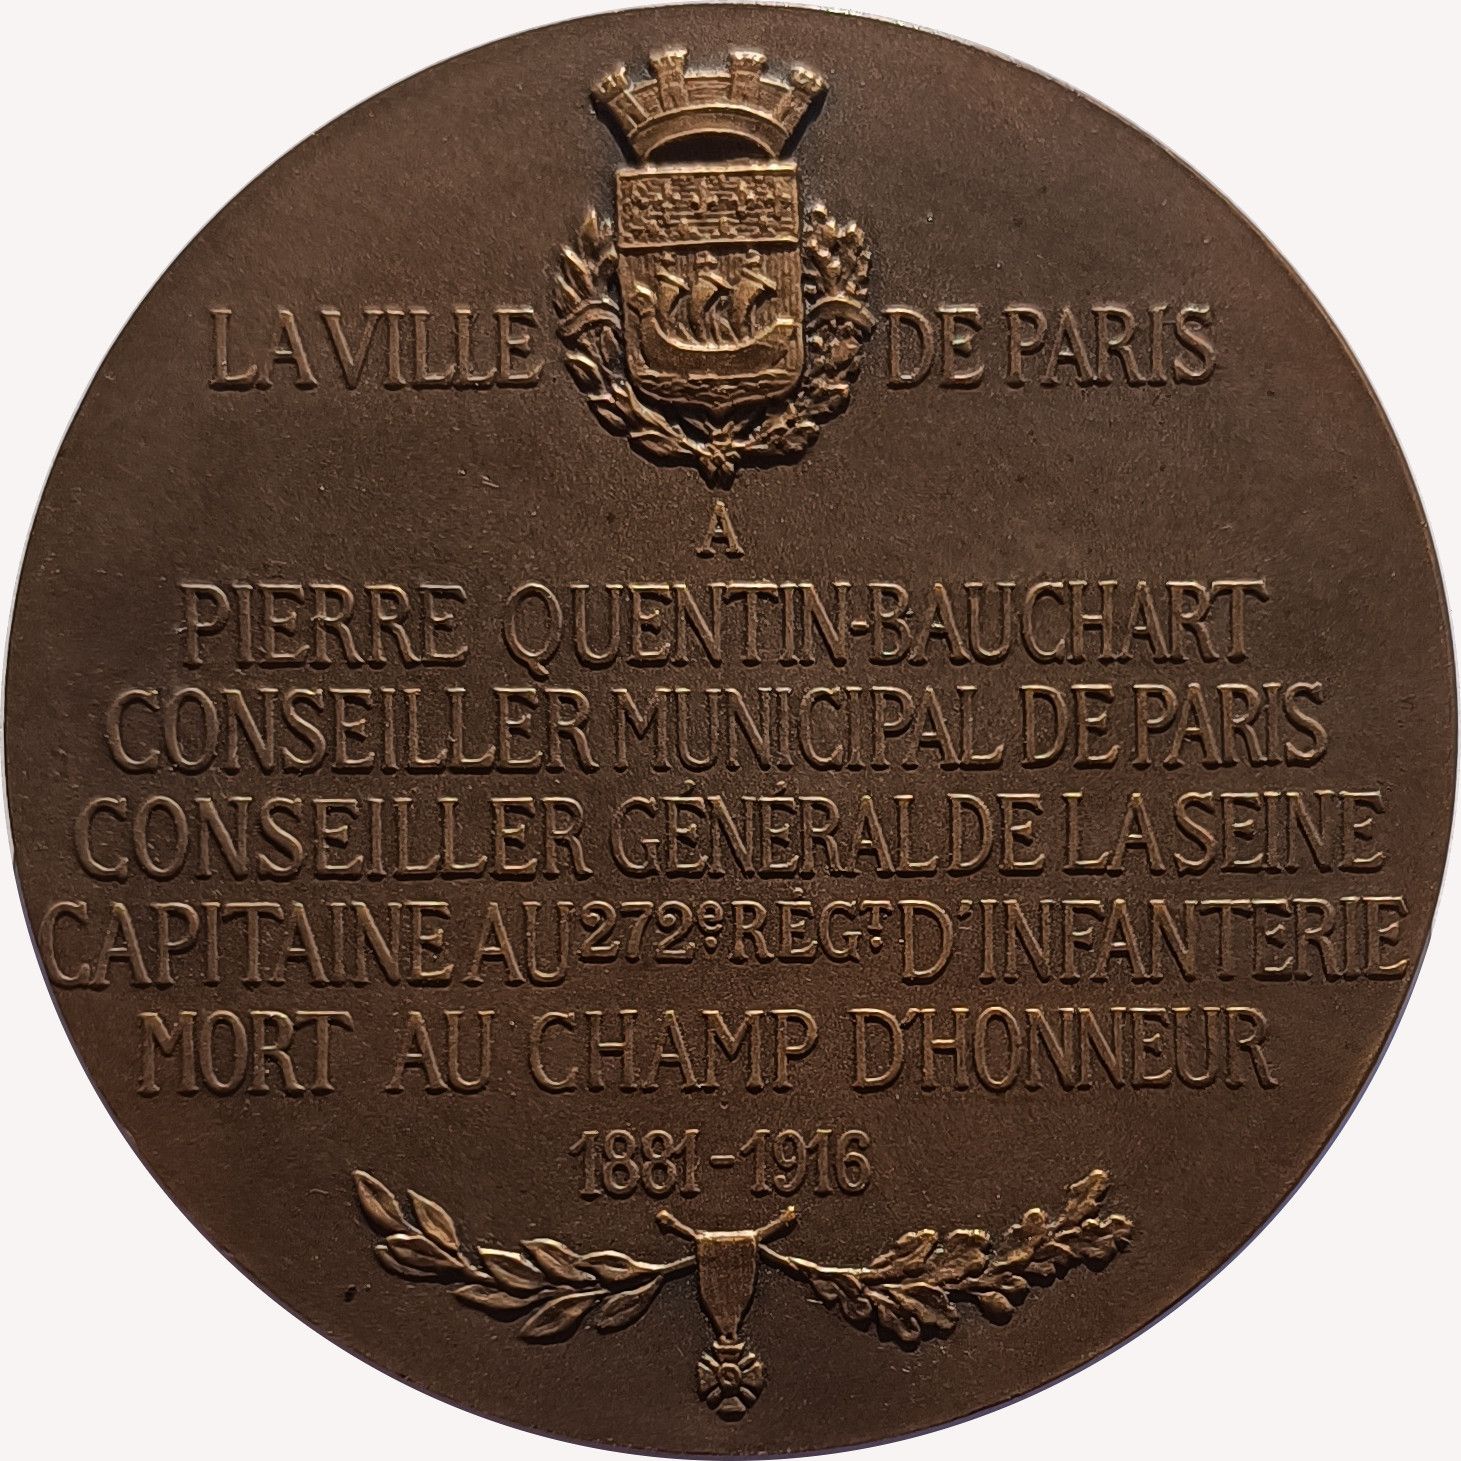 LA VILLE DE PARIS
A
PIERRE QUENTIN-BAUCHART
CONSEILLER MUNICIPAL DE PARIS
CONSEILLER GÉNÉRAL DE LA SEINE
CAPITAINE AU 272e RÉGT D'INFANTERIE
MORT AU CHAMP D'HONNEUR
1881-1916